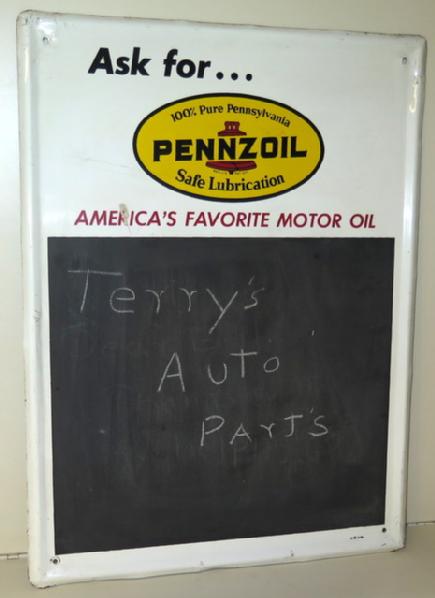 Ask for...
100% Pure Pennsylvania
PENNZOIL
Safe Lubrication
AMERICA'S FAVORITE MOTOR OIL
Terry's
Auto
PArT's